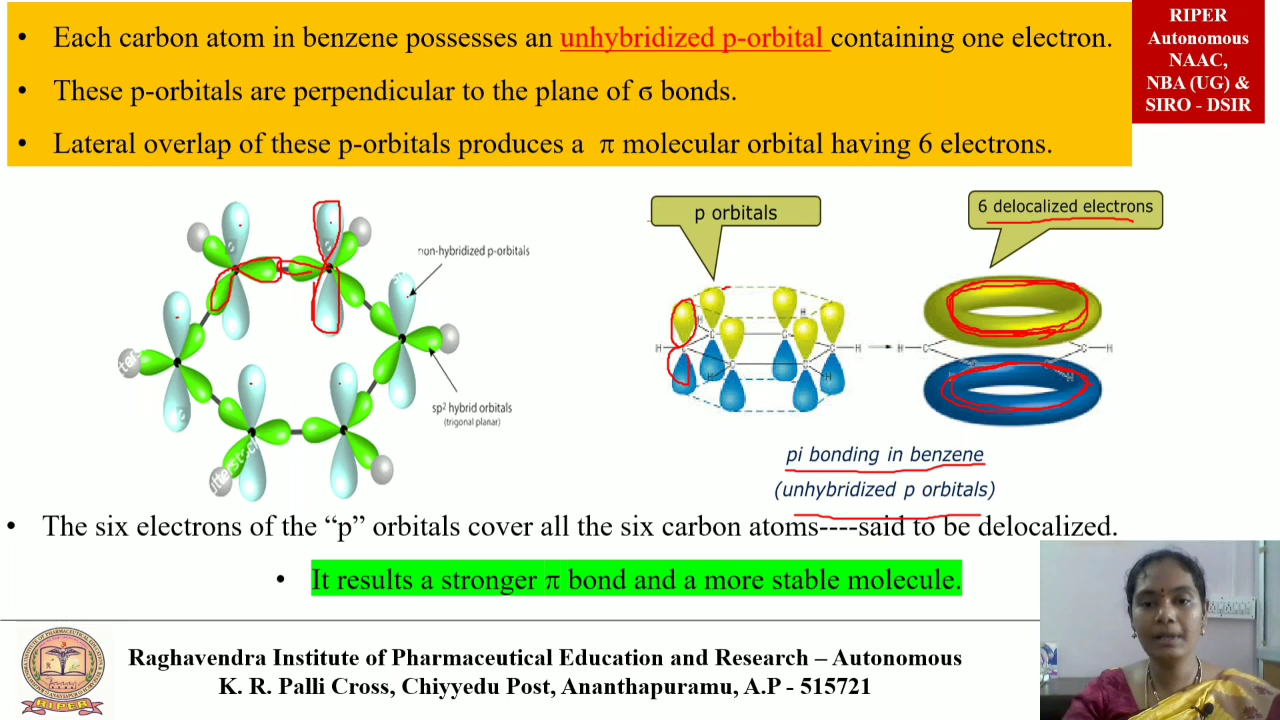 • Each carbon atom in benzene possesses an unhybridized p-orbital containing one electron.
• These p-orbitals are perpendicular to the plane of σ bonds.
• Lateral overlap of these p-orbitals produces a π molecular orbital having 6 electrons.
RIPER
Autonomous
NAAC,
NBA (UG) &
SIRO - DSIR
non-hybridized p-orbitals
sp² hybrid orbitals
(trigonal planar)
p orbitals
6 delocalized electrons
H
H
C
C
C
C
H
C
C
H
H
H
H
C
C
H
H
H
pi bonding in benzene
(unhybridized p orbitals)
• The six electrons of the “p” orbitals cover all the six carbon atoms----said to be delocalized.
• It results a stronger π bond and a more stable molecule.
RIPER
Raghavendra Institute of Pharmaceutical Education and Research – Autonomous
K. R. Palli Cross, Chiyyedu Post, Ananthapuramu, A.P - 515721